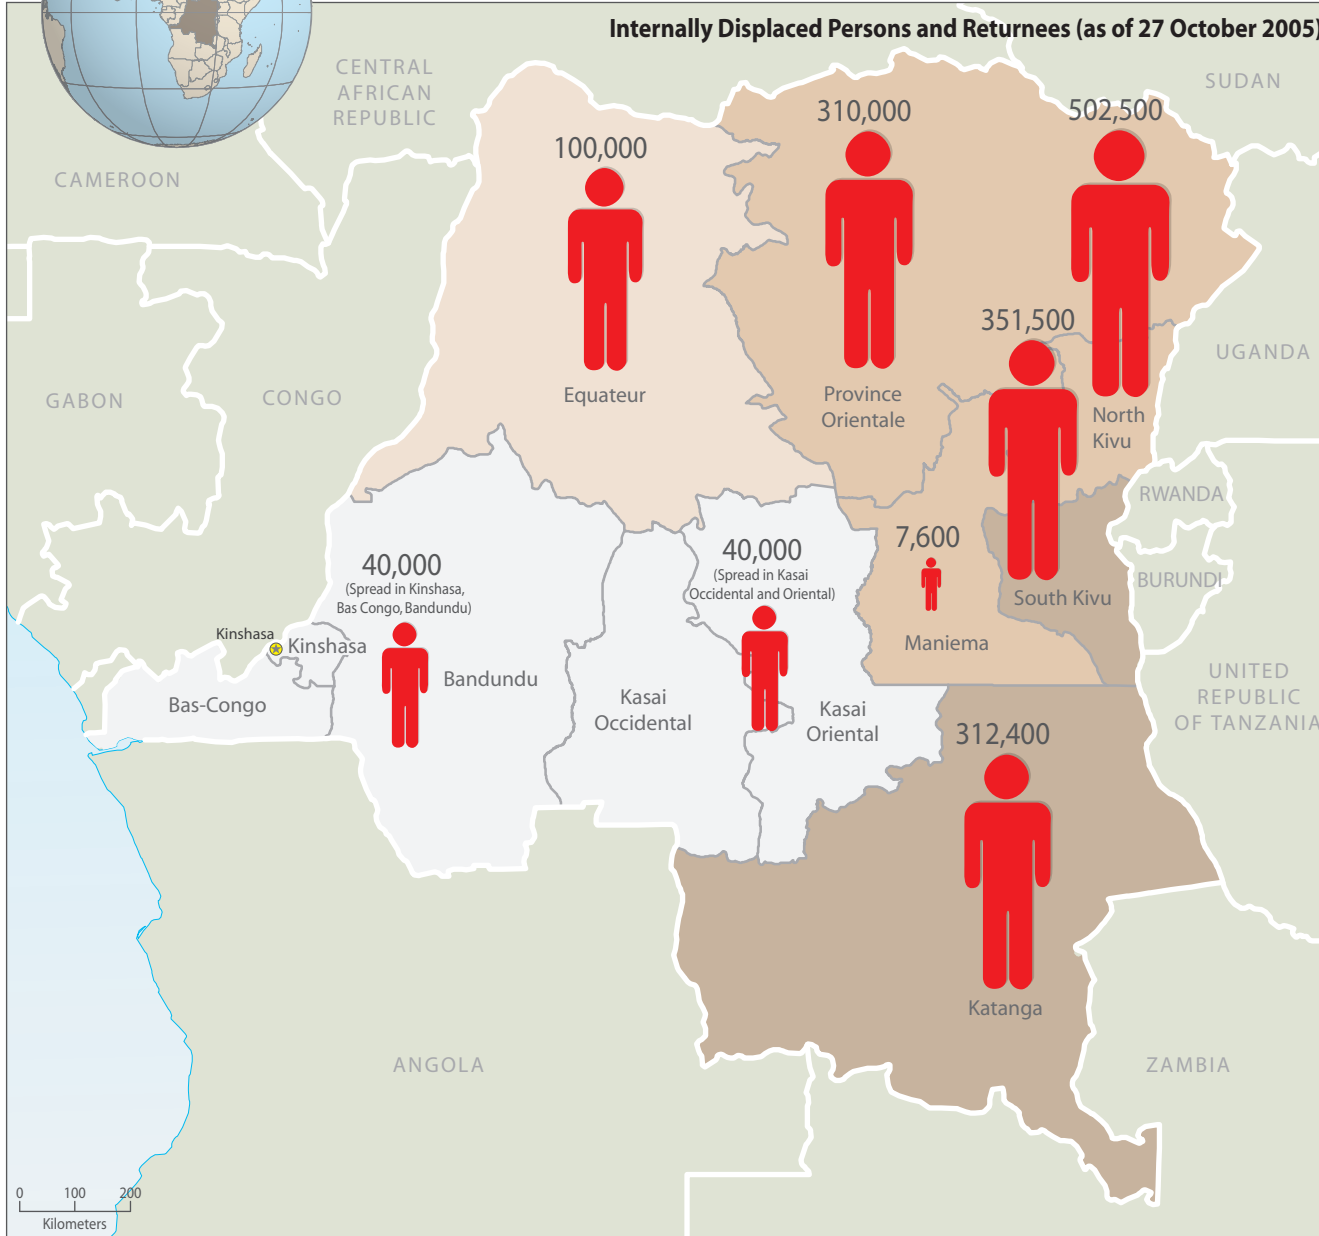 Internally Displaced Persons and Returnees (as of 27 October 2005)
CENTRAL
AFRICAN
REPUBLIC
SUDAN
CAMEROON
100,000
310,000
502,500
351,500
UGANDA
GABON
CONGO
Equateur
Province
Orientale
North
Kivu
RWANDA
BURUNDI
40,000
(Spread in Kinshasa,
Bas Congo, Bandundu)
40,000
(Spread in Kasai
Occidental and Oriental)
7,600
South Kivu
Maniema
Kinshasa
Kinshasa
Bas-Congo
Bandundu
Kasai
Occidental
Kasai
Oriental
UNITED
REPUBLIC
OF TANZANIA
312,400
Katanga
ANGOLA
ZAMBIA
0 100 200
Kilometers